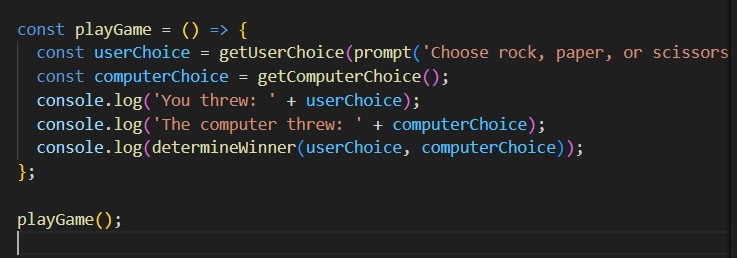 const playGame = () => {
  const userChoice = getUserChoice(prompt('Choose rock, paper, or scissors
  const computerChoice = getComputerChoice();
  console.log('You threw: ' + userChoice);
  console.log('The computer threw: ' + computerChoice);
  console.log(determineWinner(userChoice, computerChoice));
};

playGame();